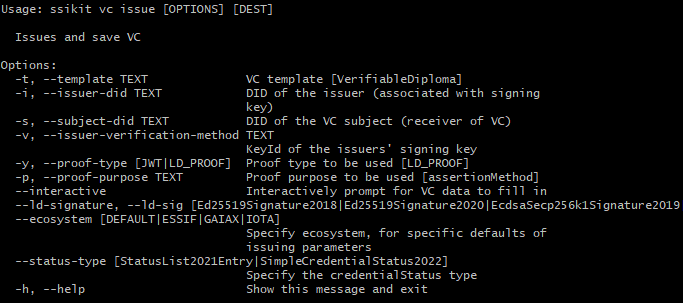 Usage: ssikit vc issue [OPTIONS] [DEST]
Issues and save VC
Options:
-t, --template TEXT VC template [VerifiableDiploma]
-i, --issuer-did TEXT DID of the issuer (associated with signing
key)
-s, --subject-did TEXT DID of the VC subject (receiver of VC)
-v, --issuer-verification-method TEXT
KeyId of the issuers' signing key
-y, --proof-type [JWT|LD_PROOF] Proof type to be used [LD_PROOF]
-p, --proof-purpose TEXT Proof purpose to be used [assertionMethod]
--interactive Interactively prompt for VC data to fill in
--ld-signature, --ld-sig [Ed25519Signature2018|Ed25519Signature2020|EcdsaSecp256k1Signature2019
--ecosystem [DEFAULT|ESSIF|GAIAX|IOTA]
Specify ecosystem, for specific defaults of
issuing parameters
--status-type [StatusList2021Entry|SimpleCredentialStatus2022]
Specify the credentialStatus type
-h, --help Show this message and exit